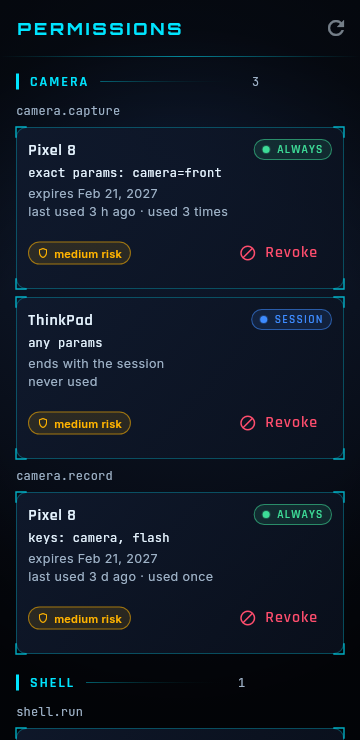 PERMISSIONS
CAMERA 3
camera.capture
Pixel 8 ALWAYS
exact params: camera=front
expires Feb 21, 2027
last used 3 h ago · used 3 times
medium risk Revoke
ThinkPad SESSION
any params
ends with the session
never used
medium risk Revoke
camera.record
Pixel 8 ALWAYS
keys: camera, flash
expires Feb 21, 2027
last used 3 d ago · used once
medium risk Revoke
SHELL 1
shell.run